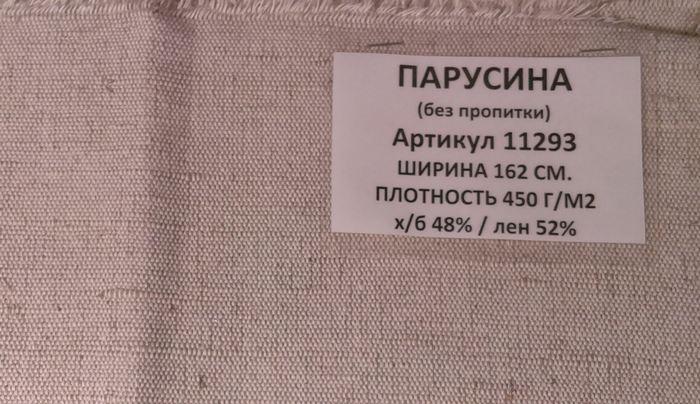 ПАРУСИНА
(без пропитки)
Артикул 11293
ШИРИНА 162 СМ.
ПЛОТНОСТЬ 450 Г/М2
х/б 48% / лен 52%